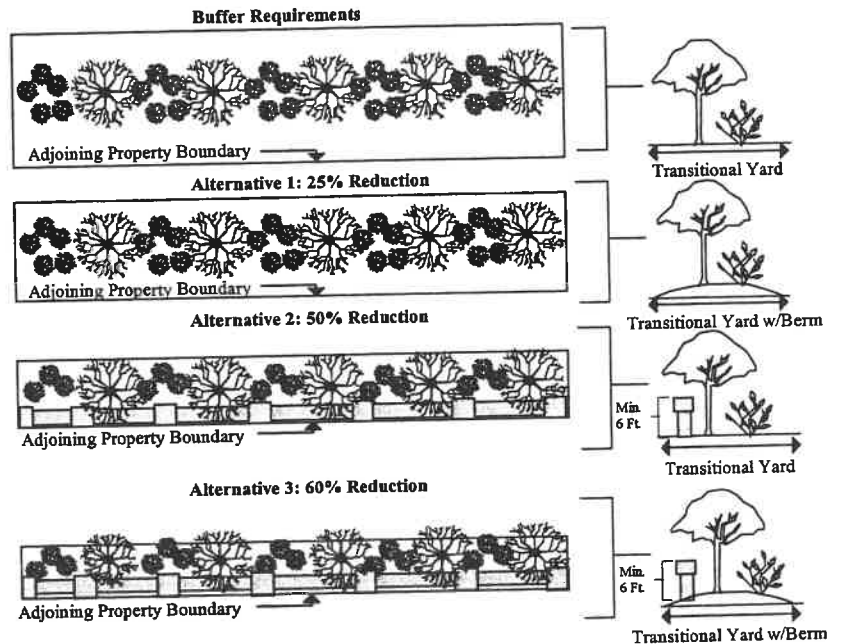 Buffer Requirements
Adjoining Property Boundary
Transitional Yard
Alternative 1: 25% Reduction
Adjoining Property Boundary
Transitional Yard w/Berm
Alternative 2: 50% Reduction
Min.
6 Ft.
Adjoining Property Boundary
Transitional Yard
Alternative 3: 60% Reduction
Min.
6 Ft.
Adjoining Property Boundary
Transitional Yard w/Berm